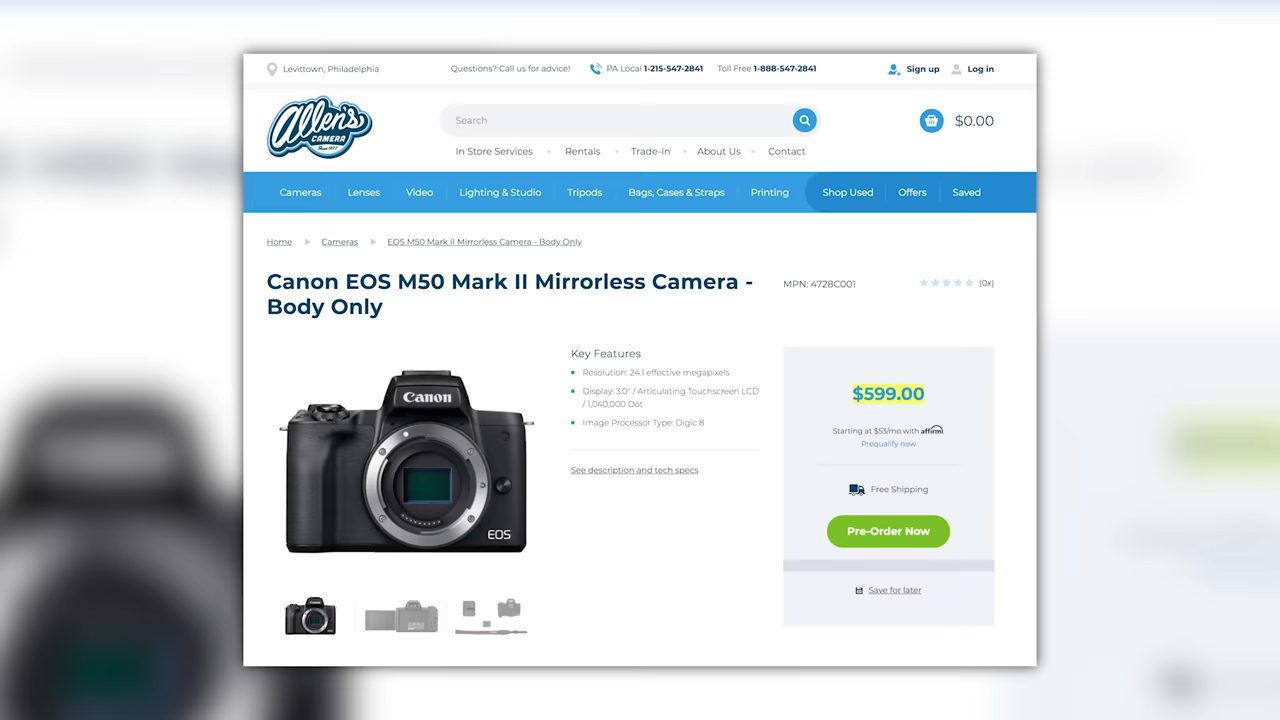 Levittown, Philadelphia
Questions? Call us for advice!
PA Local 1-215-547-2841
Toll Free 1-888-547-2841
Sign up
Log in
Allen's
CAMERA
Since 1977
Search
$0.00
In Store Services
Rentals
Trade-In
About Us
Contact
Cameras
Lenses
Video
Lighting & Studio
Tripods
Bags, Cases & Straps
Printing
Shop Used
Offers
Saved
Home
Cameras
EOS M50 Mark II Mirrorless Camera - Body Only
Canon EOS M50 Mark II Mirrorless Camera -
Body Only
MPN: 4728C001
(0x)
Canon
EOS
Key Features
Resolution: 24.1 effective megapixels
Display: 3.0" / Articulating Touchscreen LCD
/ 1,040,000 Dot
Image Processor Type: Digic 8
See description and tech specs
$599.00
Starting at $53/mo with affirm
Prequalify now
Free Shipping
Pre-Order Now
Save for later